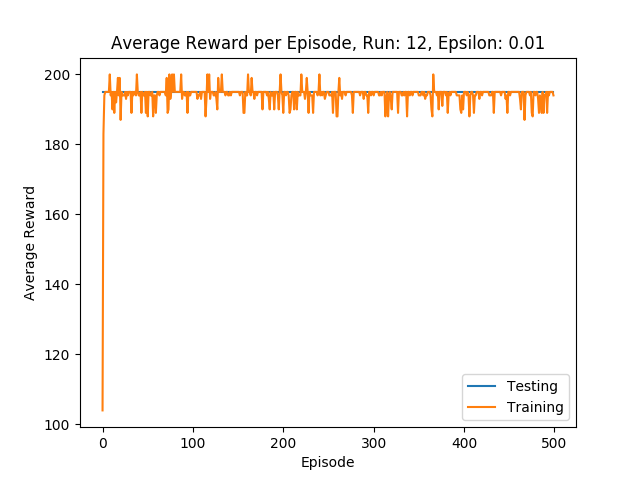 Average Reward per Episode, Run: 12, Epsilon: 0.01
200
180
160
140
120
100
Average Reward
0 100 200 300 400 500
Episode
Testing
Training